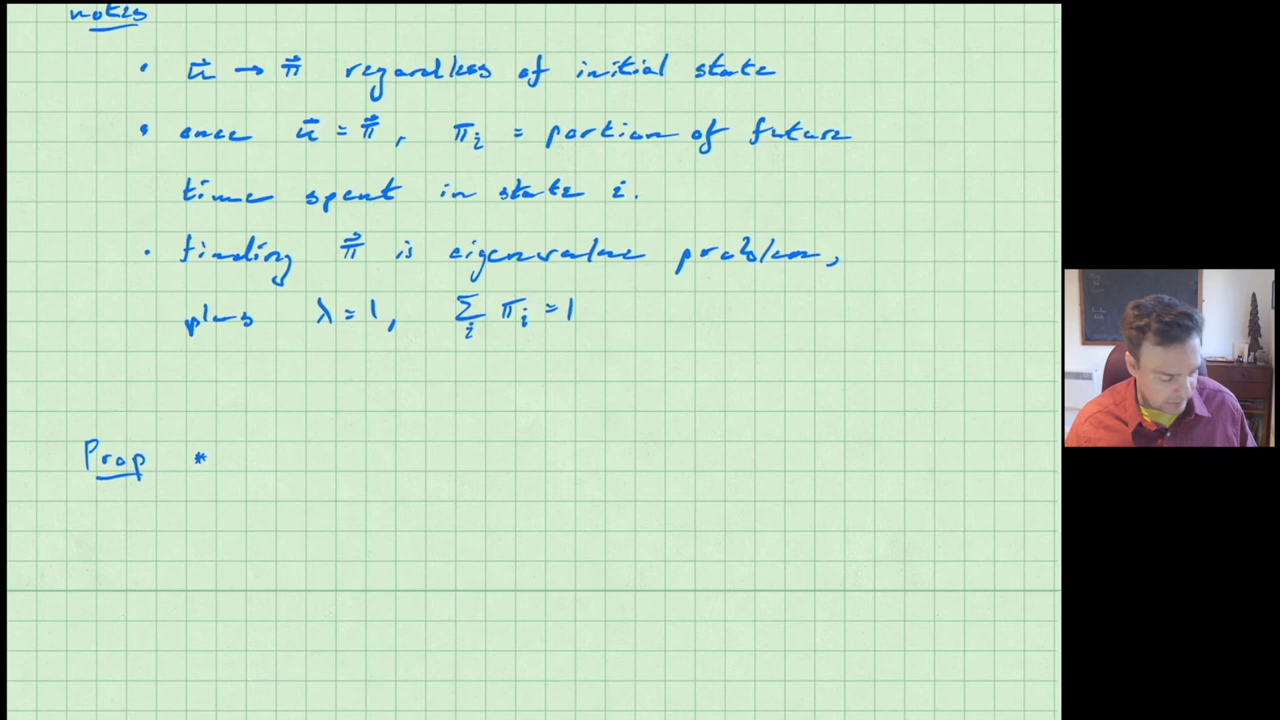 notes
• u⃗ → π⃗ regardless of initial state
• once u⃗ = π⃗, πᵢ = portion of future
time spent in state i.
• finding π⃗ is eigenvalue problem,
plus λ = 1, ∑ᵢ πᵢ = 1
Prop *